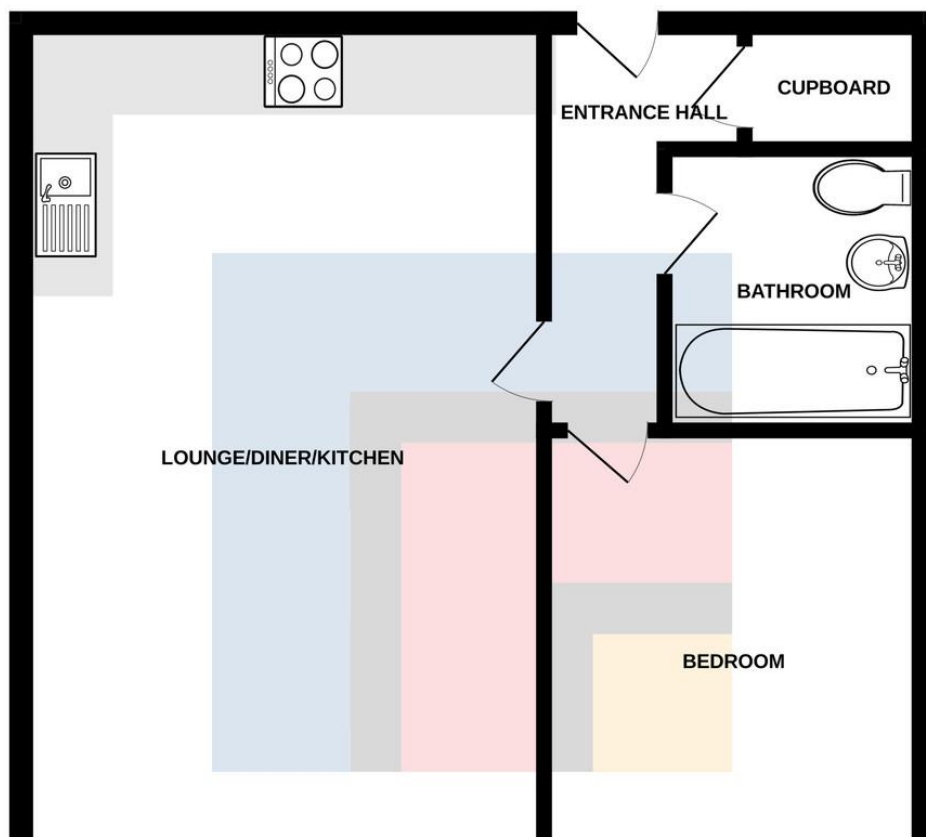 CUPBOARD
ENTRANCE HALL
BATHROOM
LOUNGE/DINER/KITCHEN
BEDROOM